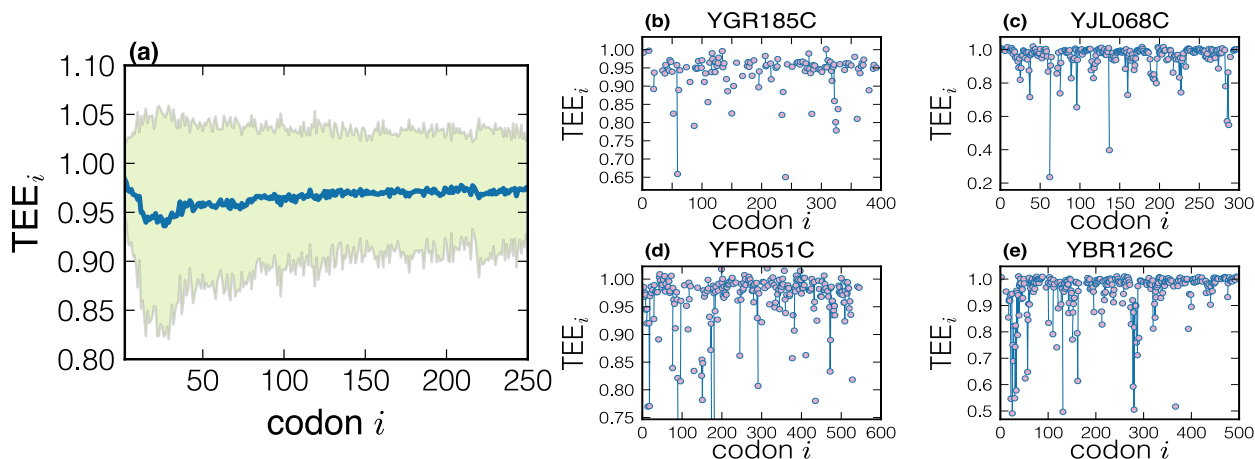 (a)
1.10
1.05
1.00
0.95
0.90
0.85
0.80
TEE_i
50 100 150 200 250
codon i
(b) YGR185C
1.00
0.95
0.90
0.85
0.80
0.75
0.70
0.65
TEE_i
0 100 200 300 400
codon i
(c) YJL068C
1.0
0.8
0.6
0.4
0.2
TEE_i
0 50 100 150 200 250 300
codon i
(d) YFR051C
1.00
0.95
0.90
0.85
0.80
0.75
TEE_i
0 100 200 300 400 500 600
codon i
(e) YBR126C
1.0
0.9
0.8
0.7
0.6
0.5
TEE_i
0 100 200 300 400 500
codon i